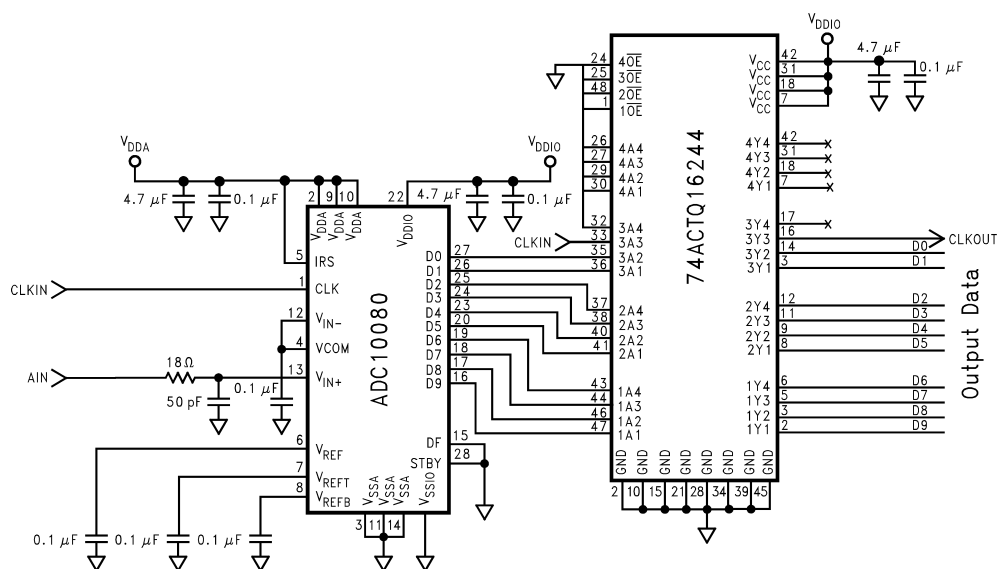 VDDIO
4.7 µF
0.1 µF
24 4OE
25 3OE
48 2OE
1 1OE
VCC 42
VCC 31
VCC 18
VCC 7
26 4A4
27 4A3
29 4A2
30 4A1
4Y4 42
4Y3 31
4Y2 18
4Y1 7
32 3A4
CLKIN 33 3A3
35 3A2
36 3A1
3Y4 17
3Y3 16 CLKOUT
3Y2 14 D0
3Y1 3 D1
37 2A4
38 2A3
40 2A2
41 2A1
2Y4 12 D2
2Y3 11 D3
2Y2 9 D4
2Y1 8 D5
43 1A4
44 1A3
46 1A2
47 1A1
1Y4 6 D6
1Y3 5 D7
1Y2 3 D8
1Y1 2 D9
74ACTQ16244
Output Data
GND GND GND GND GND GND GND GND
2 10 15 21 28 34 39 45
VDDA
4.7 µF
0.1 µF
VDDIO
4.7 µF
0.1 µF
2 9 10 22
VDDA VDDA VDDA VDDIO
5 IRS
CLKIN 1 CLK
12 VIN-
4 VCOM
AIN 18Ω 13 VIN+
50 pF
0.1 µF
6 VREF
7 VREFT
8 VREFB
0.1 µF
0.1 µF
0.1 µF
ADC10080
D0 27
D1 26
D2 25
D3 24
D4 23
D5 20
D6 19
D7 18
D8 17
D9 16
DF 15
STBY 28
VSSA VSSA VSSA VSSIO
3 11 14